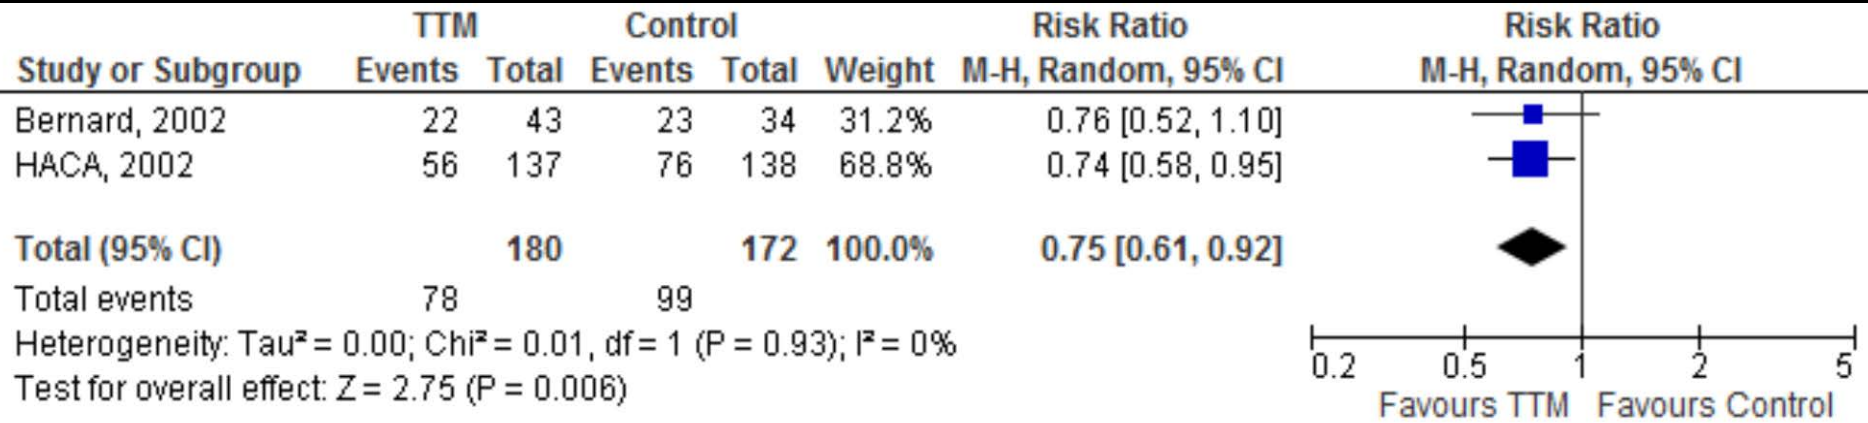 TTM Control Risk Ratio Risk Ratio
Study or Subgroup Events Total Events Total Weight M-H, Random, 95% CI M-H, Random, 95% CI
Bernard, 2002 22 43 23 34 31.2% 0.76 [0.52, 1.10]
HACA, 2002 56 137 76 138 68.8% 0.74 [0.58, 0.95]
Total (95% CI) 180 172 100.0% 0.75 [0.61, 0.92]
Total events 78 99
Heterogeneity: Tau² = 0.00; Chi² = 0.01, df = 1 (P = 0.93); I² = 0%
Test for overall effect: Z = 2.75 (P = 0.006)
0.2 0.5 1 2 5
Favours TTM Favours Control